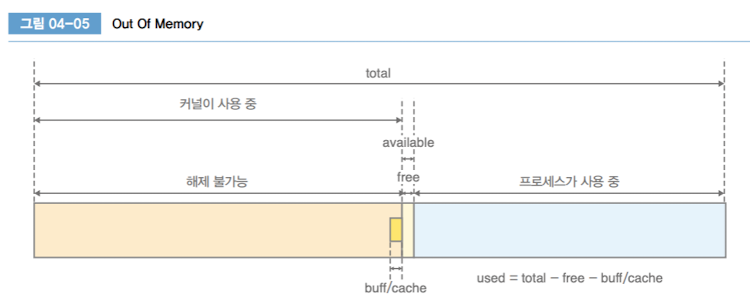 그림 04-05 Out Of Memory
total
커널이 사용 중
available
해제 불가능
free
프로세스가 사용 중
buff/cache
used = total − free − buff/cache